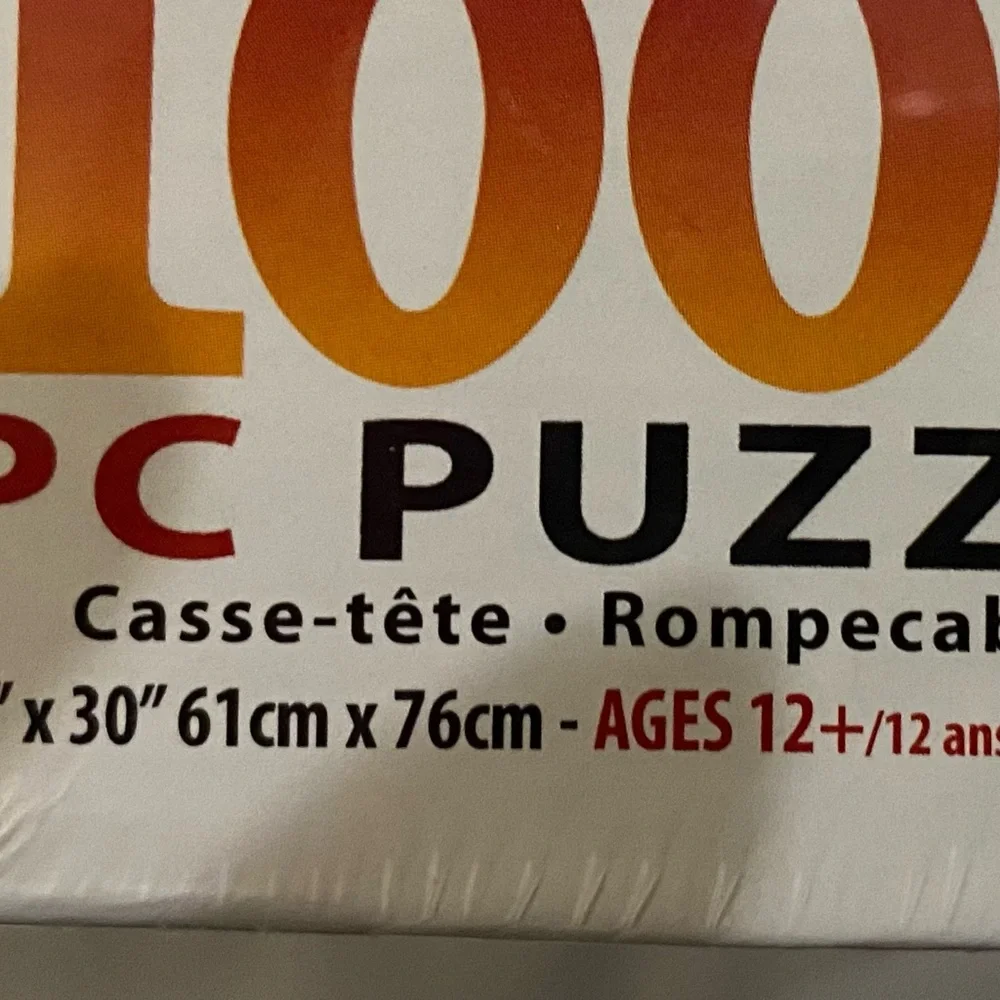 100
PC PUZZ
Casse-tête • Rompecab
" x 30" 61cm x 76cm - AGES 12+/12 ans